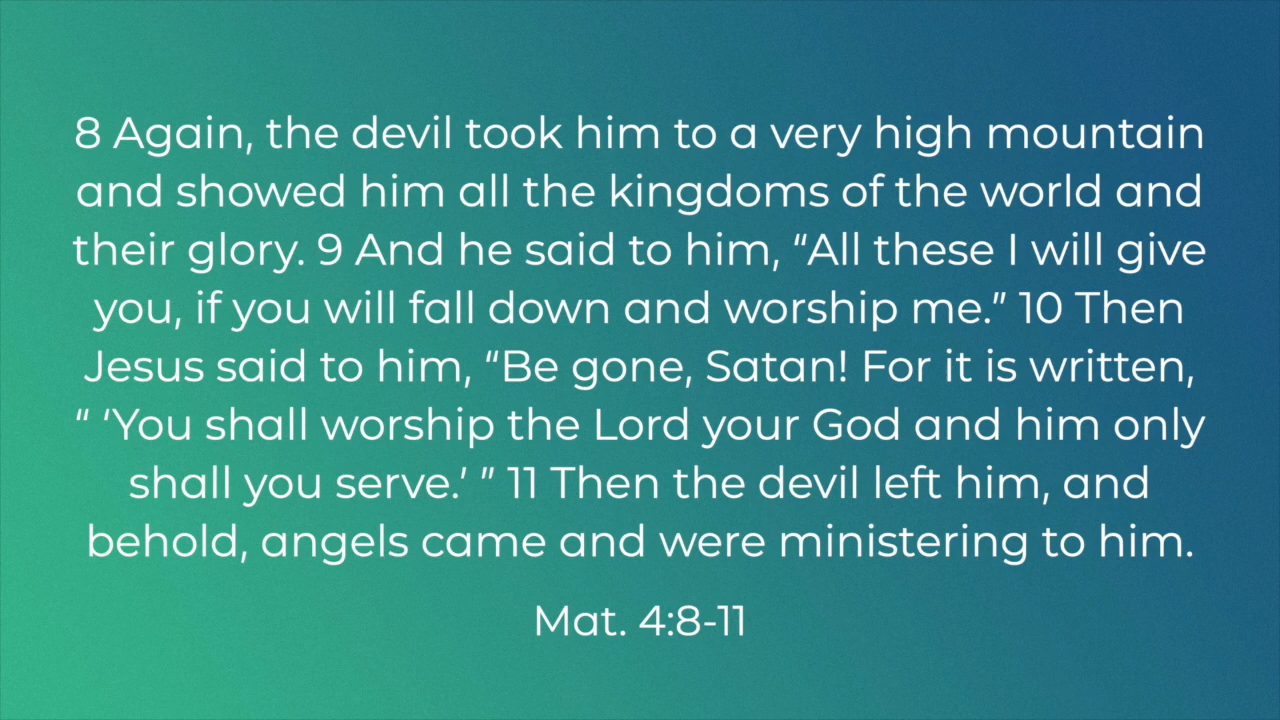 8 Again, the devil took him to a very high mountain
and showed him all the kingdoms of the world and
their glory. 9 And he said to him, “All these I will give
you, if you will fall down and worship me.” 10 Then
Jesus said to him, “Be gone, Satan! For it is written,
“ ‘You shall worship the Lord your God and him only
shall you serve.’ ” 11 Then the devil left him, and
behold, angels came and were ministering to him.
Mat. 4:8-11